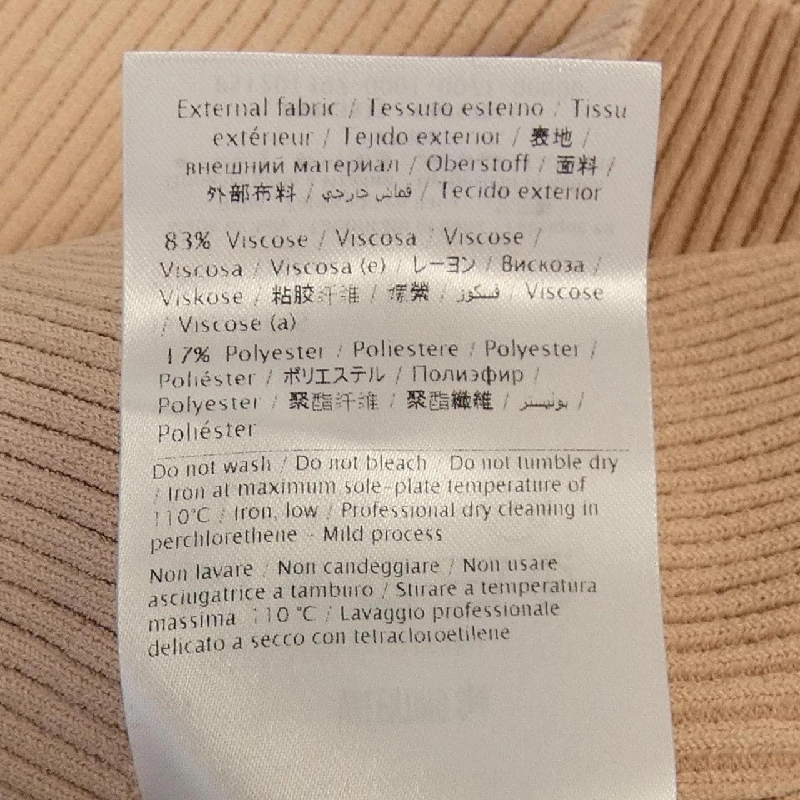 External fabric / Tessuto esterno / Tissu
extérieur / Tejido exterior / 表地 /
внешний материал / Oberstoff / 面料 /
外部布料 / قماش خارجي / Tecido exterior
83% Viscose / Viscosa / Viscose /
Viscosa / Viscosa (e) / レーヨン / Вискоза /
Viskose / 粘胶纤维 / 嫘縈 / فسكوز / Viscose
/ Viscose (a)
17% Polyester / Poliestere / Polyester /
Poliéster / ポリエステル / Полиэфир /
Polyester / 聚酯纤维 / 聚酯纖維 / بوليستر /
Poliéster
Do not wash / Do not bleach / Do not tumble dry
/ Iron at maximum sole-plate temperature of
110°C / Iron, low / Professional dry cleaning in
perchlorethene - Mild process
Non lavare / Non candeggiare / Non usare
asciugatrice a tamburo / Stirare a temperatura
massima 110 °C / Lavaggio professionale
delicato a secco con tetracloroetilene